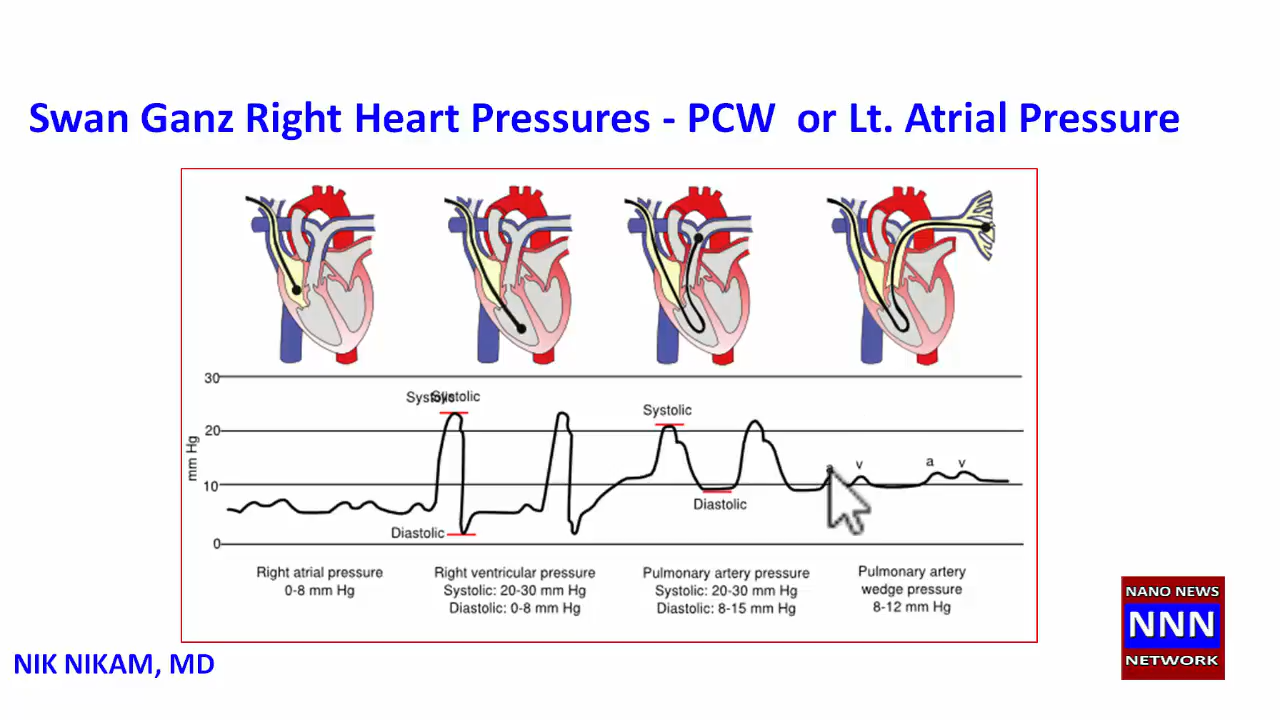 Swan Ganz Right Heart Pressures - PCW or Lt. Atrial Pressure
30
Systolic Systolic
Systolic
20
mm Hg
a v a v
10
Diastolic
Diastolic
0
Right atrial pressure
0-8 mm Hg
Right ventricular pressure
Systolic: 20-30 mm Hg
Diastolic: 0-8 mm Hg
Pulmonary artery pressure
Systolic: 20-30 mm Hg
Diastolic: 8-15 mm Hg
Pulmonary artery
wedge pressure
8-12 mm Hg
NIK NIKAM, MD
NANO NEWS
NNN
NETWORK